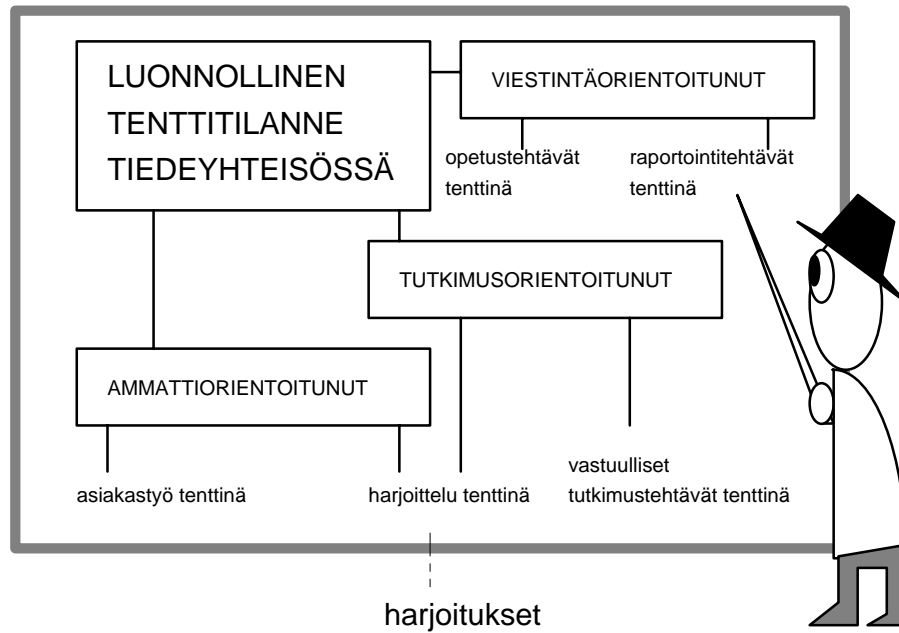 LUONNOLLINEN
TENTTITILANNE
TIEDEYHTEISÖSSÄ
VIESTINTÄORIENTOITUNUT
opetustehtävät
tenttinä
raportointitehtävät
tenttinä
TUTKIMUSORIENTOITUNUT
AMMATTIORIENTOITUNUT
asiakastyö tenttinä
harjoittelu tenttinä
vastuulliset
tutkimustehtävät tenttinä
harjoitukset